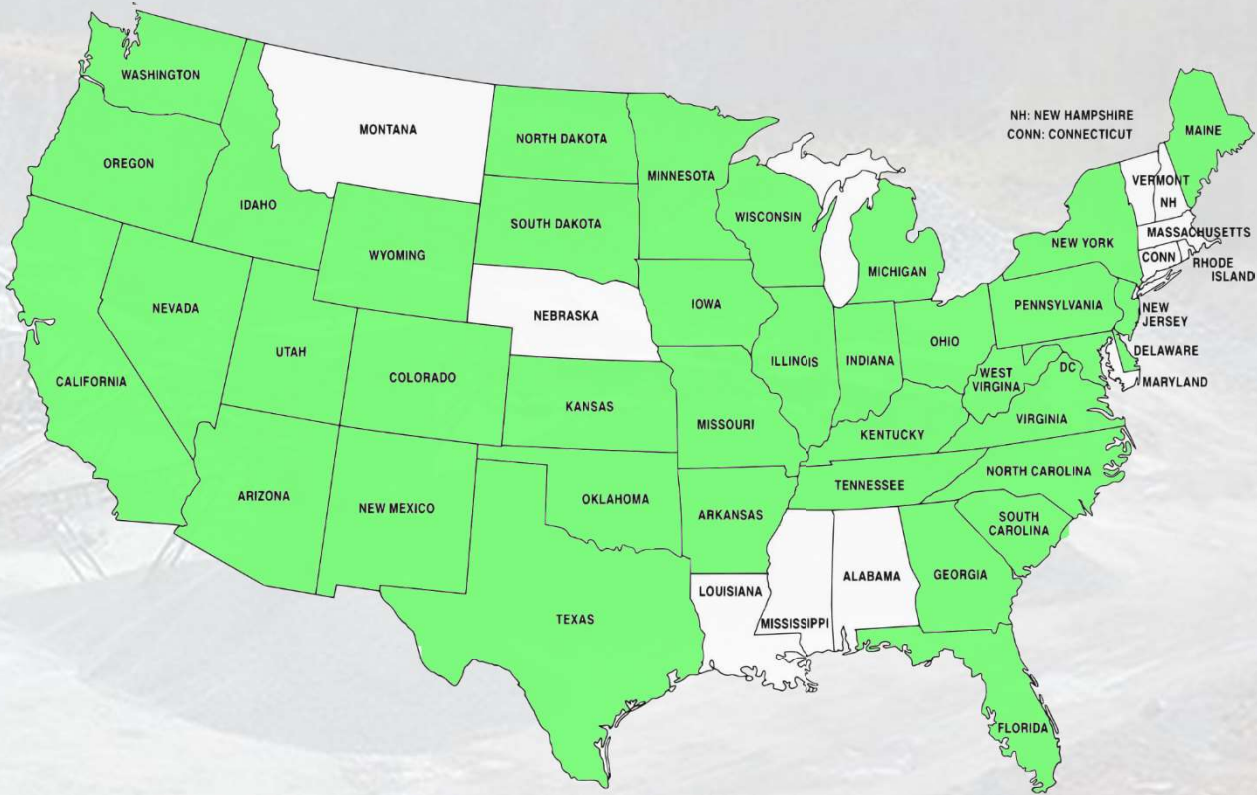 WASHINGTON
MONTANA
NORTH DAKOTA
MINNESOTA
NH: NEW HAMPSHIRE
CONN: CONNECTICUT
MAINE
OREGON
IDAHO
SOUTH DAKOTA
WISCONSIN
VERMONT
NH
WYOMING
MICHIGAN
NEW YORK
MASSACHUSETTS
CONN
RHODE
ISLAND
NEVADA
NEBRASKA
IOWA
PENNSYLVANIA
NEW
JERSEY
UTAH
COLORADO
ILLINOIS
INDIANA
OHIO
DELAWARE
CALIFORNIA
KANSAS
MISSOURI
WEST
VIRGINA
DC
MARYLAND
KENTUCKY
VIRGINIA
ARIZONA
NEW MEXICO
OKLAHOMA
ARKANSAS
TENNESSEE
NORTH CAROLINA
SOUTH
CAROLINA
TEXAS
LOUISIANA
MISSISSIPPI
ALABAMA
GEORGIA
FLORIDA